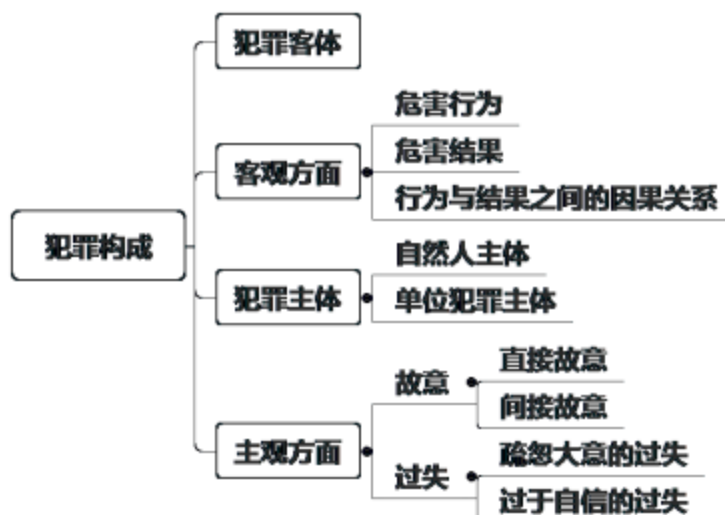 犯罪构成
犯罪客体
客观方面
危害行为
危害结果
行为与结果之间的因果关系
犯罪主体
自然人主体
单位犯罪主体
主观方面
故意
直接故意
间接故意
过失
疏忽大意的过失
过于自信的过失